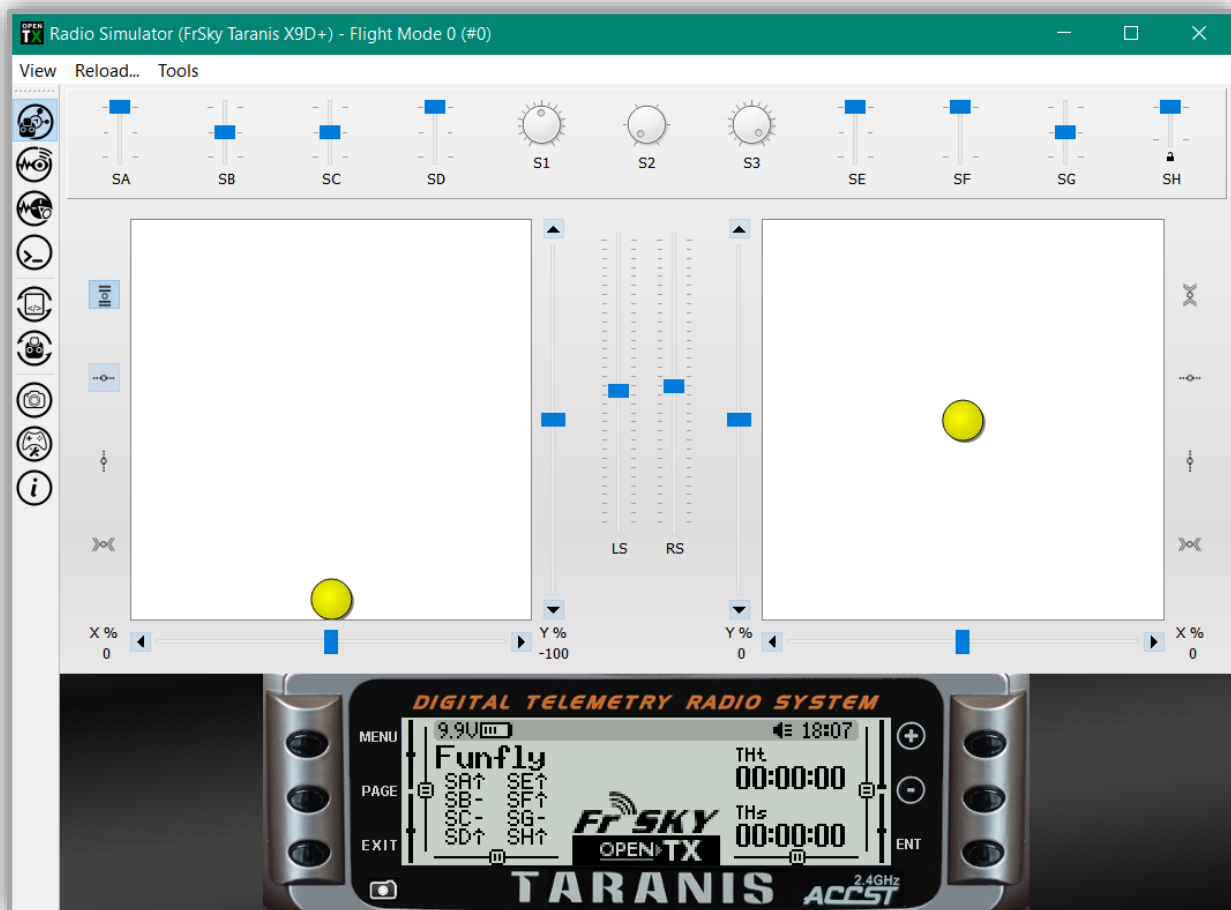 OPEN TX Radio Simulator (FrSky Taranis X9D+) - Flight Mode 0 (#0)
View Reload... Tools
SA SB SC SD S1 S2 S3 SE SF SG SH
LS RS
X % Y % Y % X %
0 -100 0 0
DIGITAL TELEMETRY RADIO SYSTEM
MENU 9.9V 18:07
Funfly THt
SA↑ SE↑ 00:00:00
PAGE SB- SF↑
SC- SG- FrSKY THs
SD↑ SH↑ 00:00:00
EXIT OPEN TX ENT
TARANIS ACCST 2.4GHz